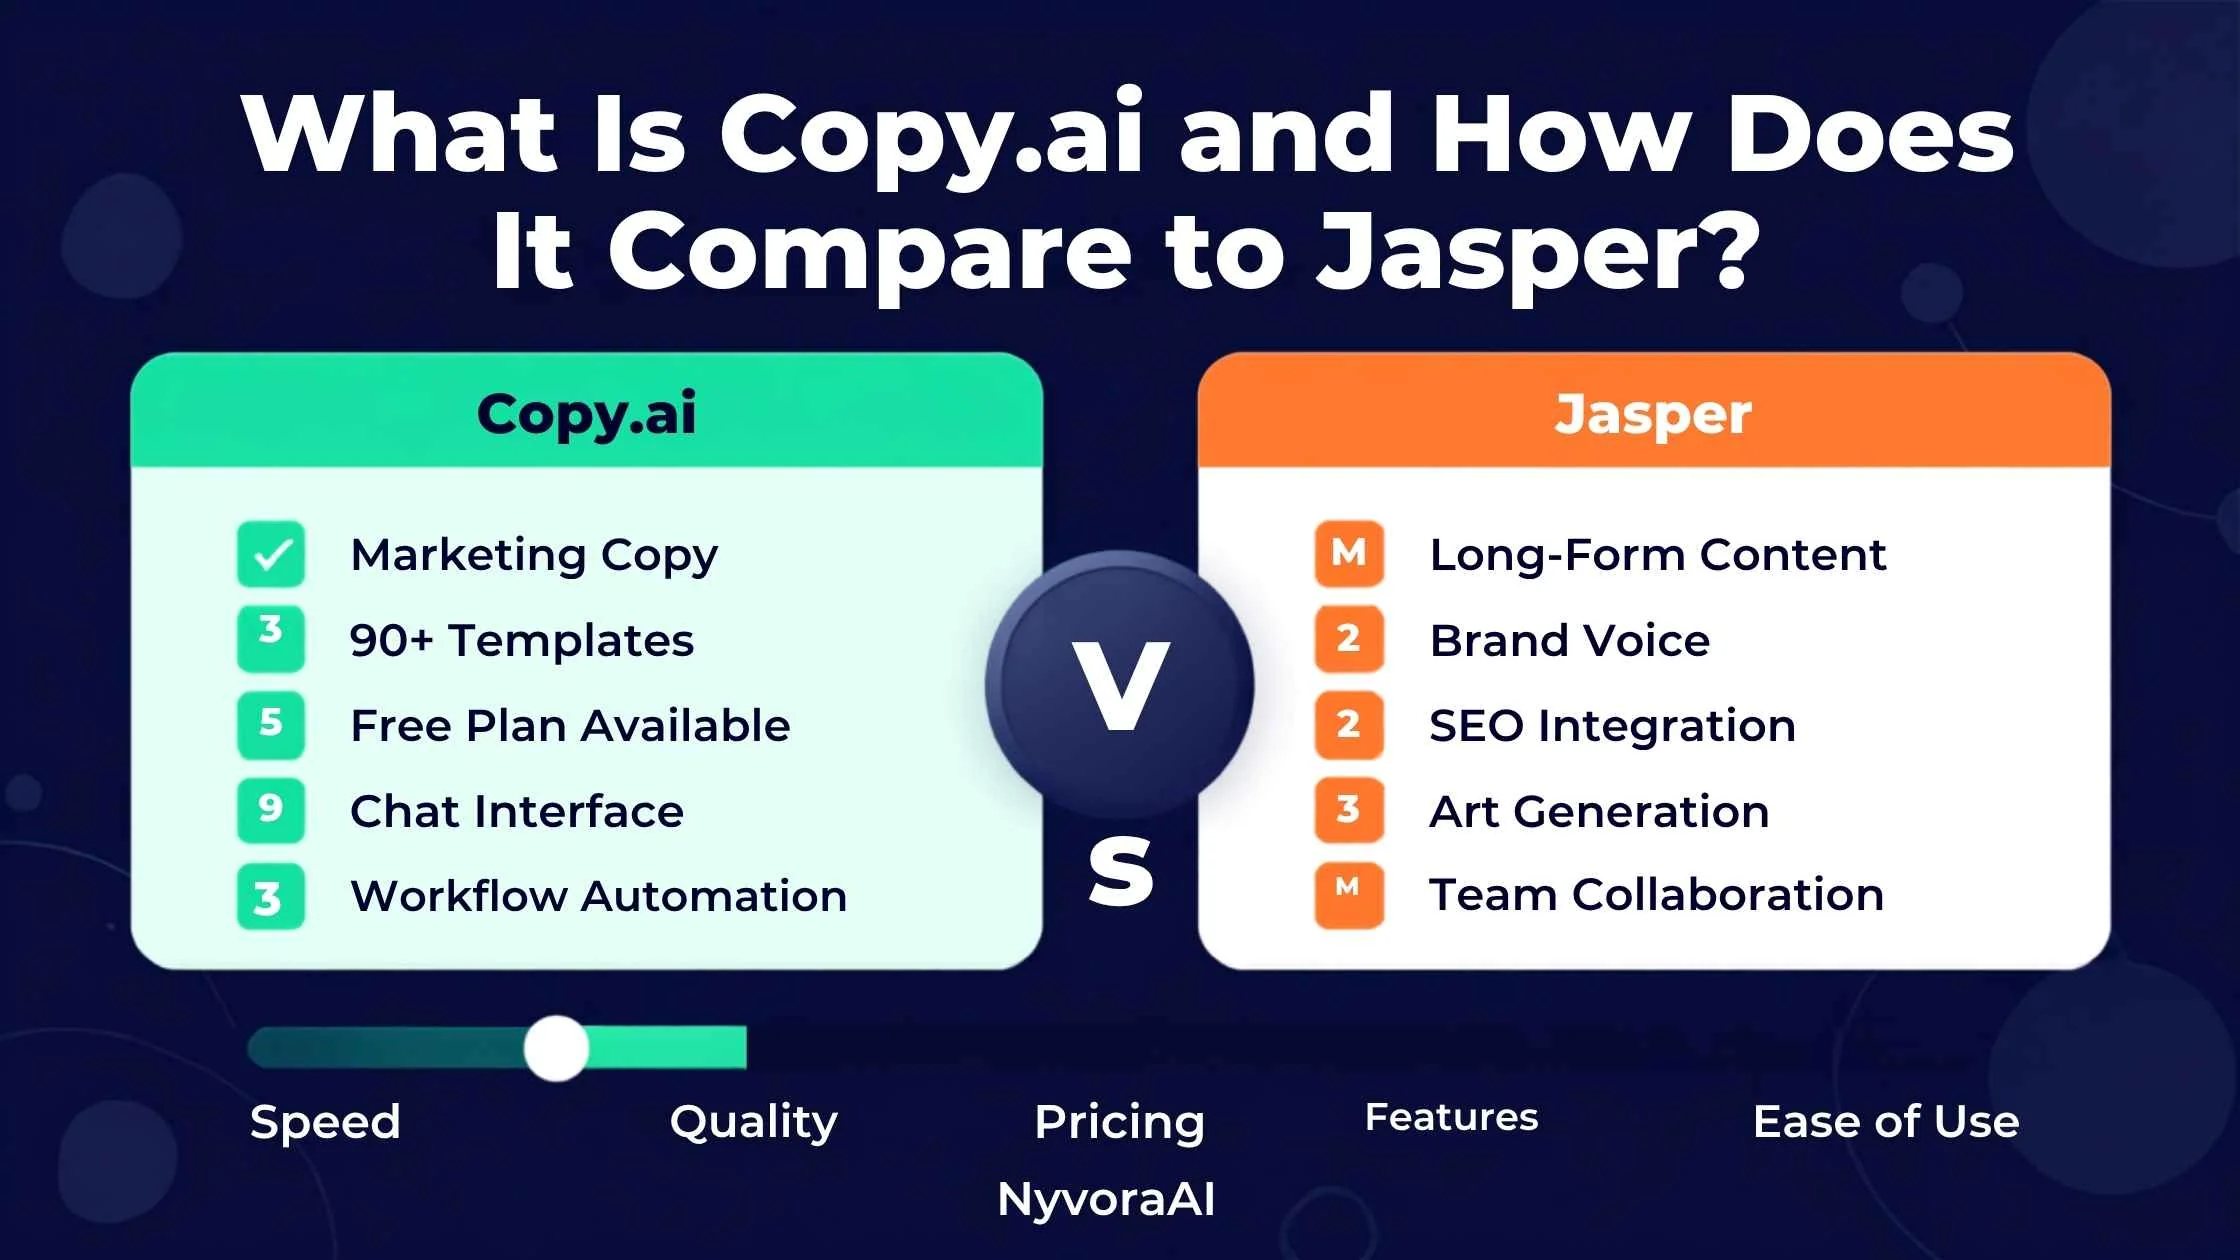 What Is Copy.ai and How Does
It Compare to Jasper?
Copy.ai
Marketing Copy
3 90+ Templates
5 Free Plan Available
9 Chat Interface
3 Workflow Automation
V
s
Jasper
M Long-Form Content
2 Brand Voice
2 SEO Integration
3 Art Generation
M Team Collaboration
Speed Quality Pricing Features Ease of Use
NyvoraAI